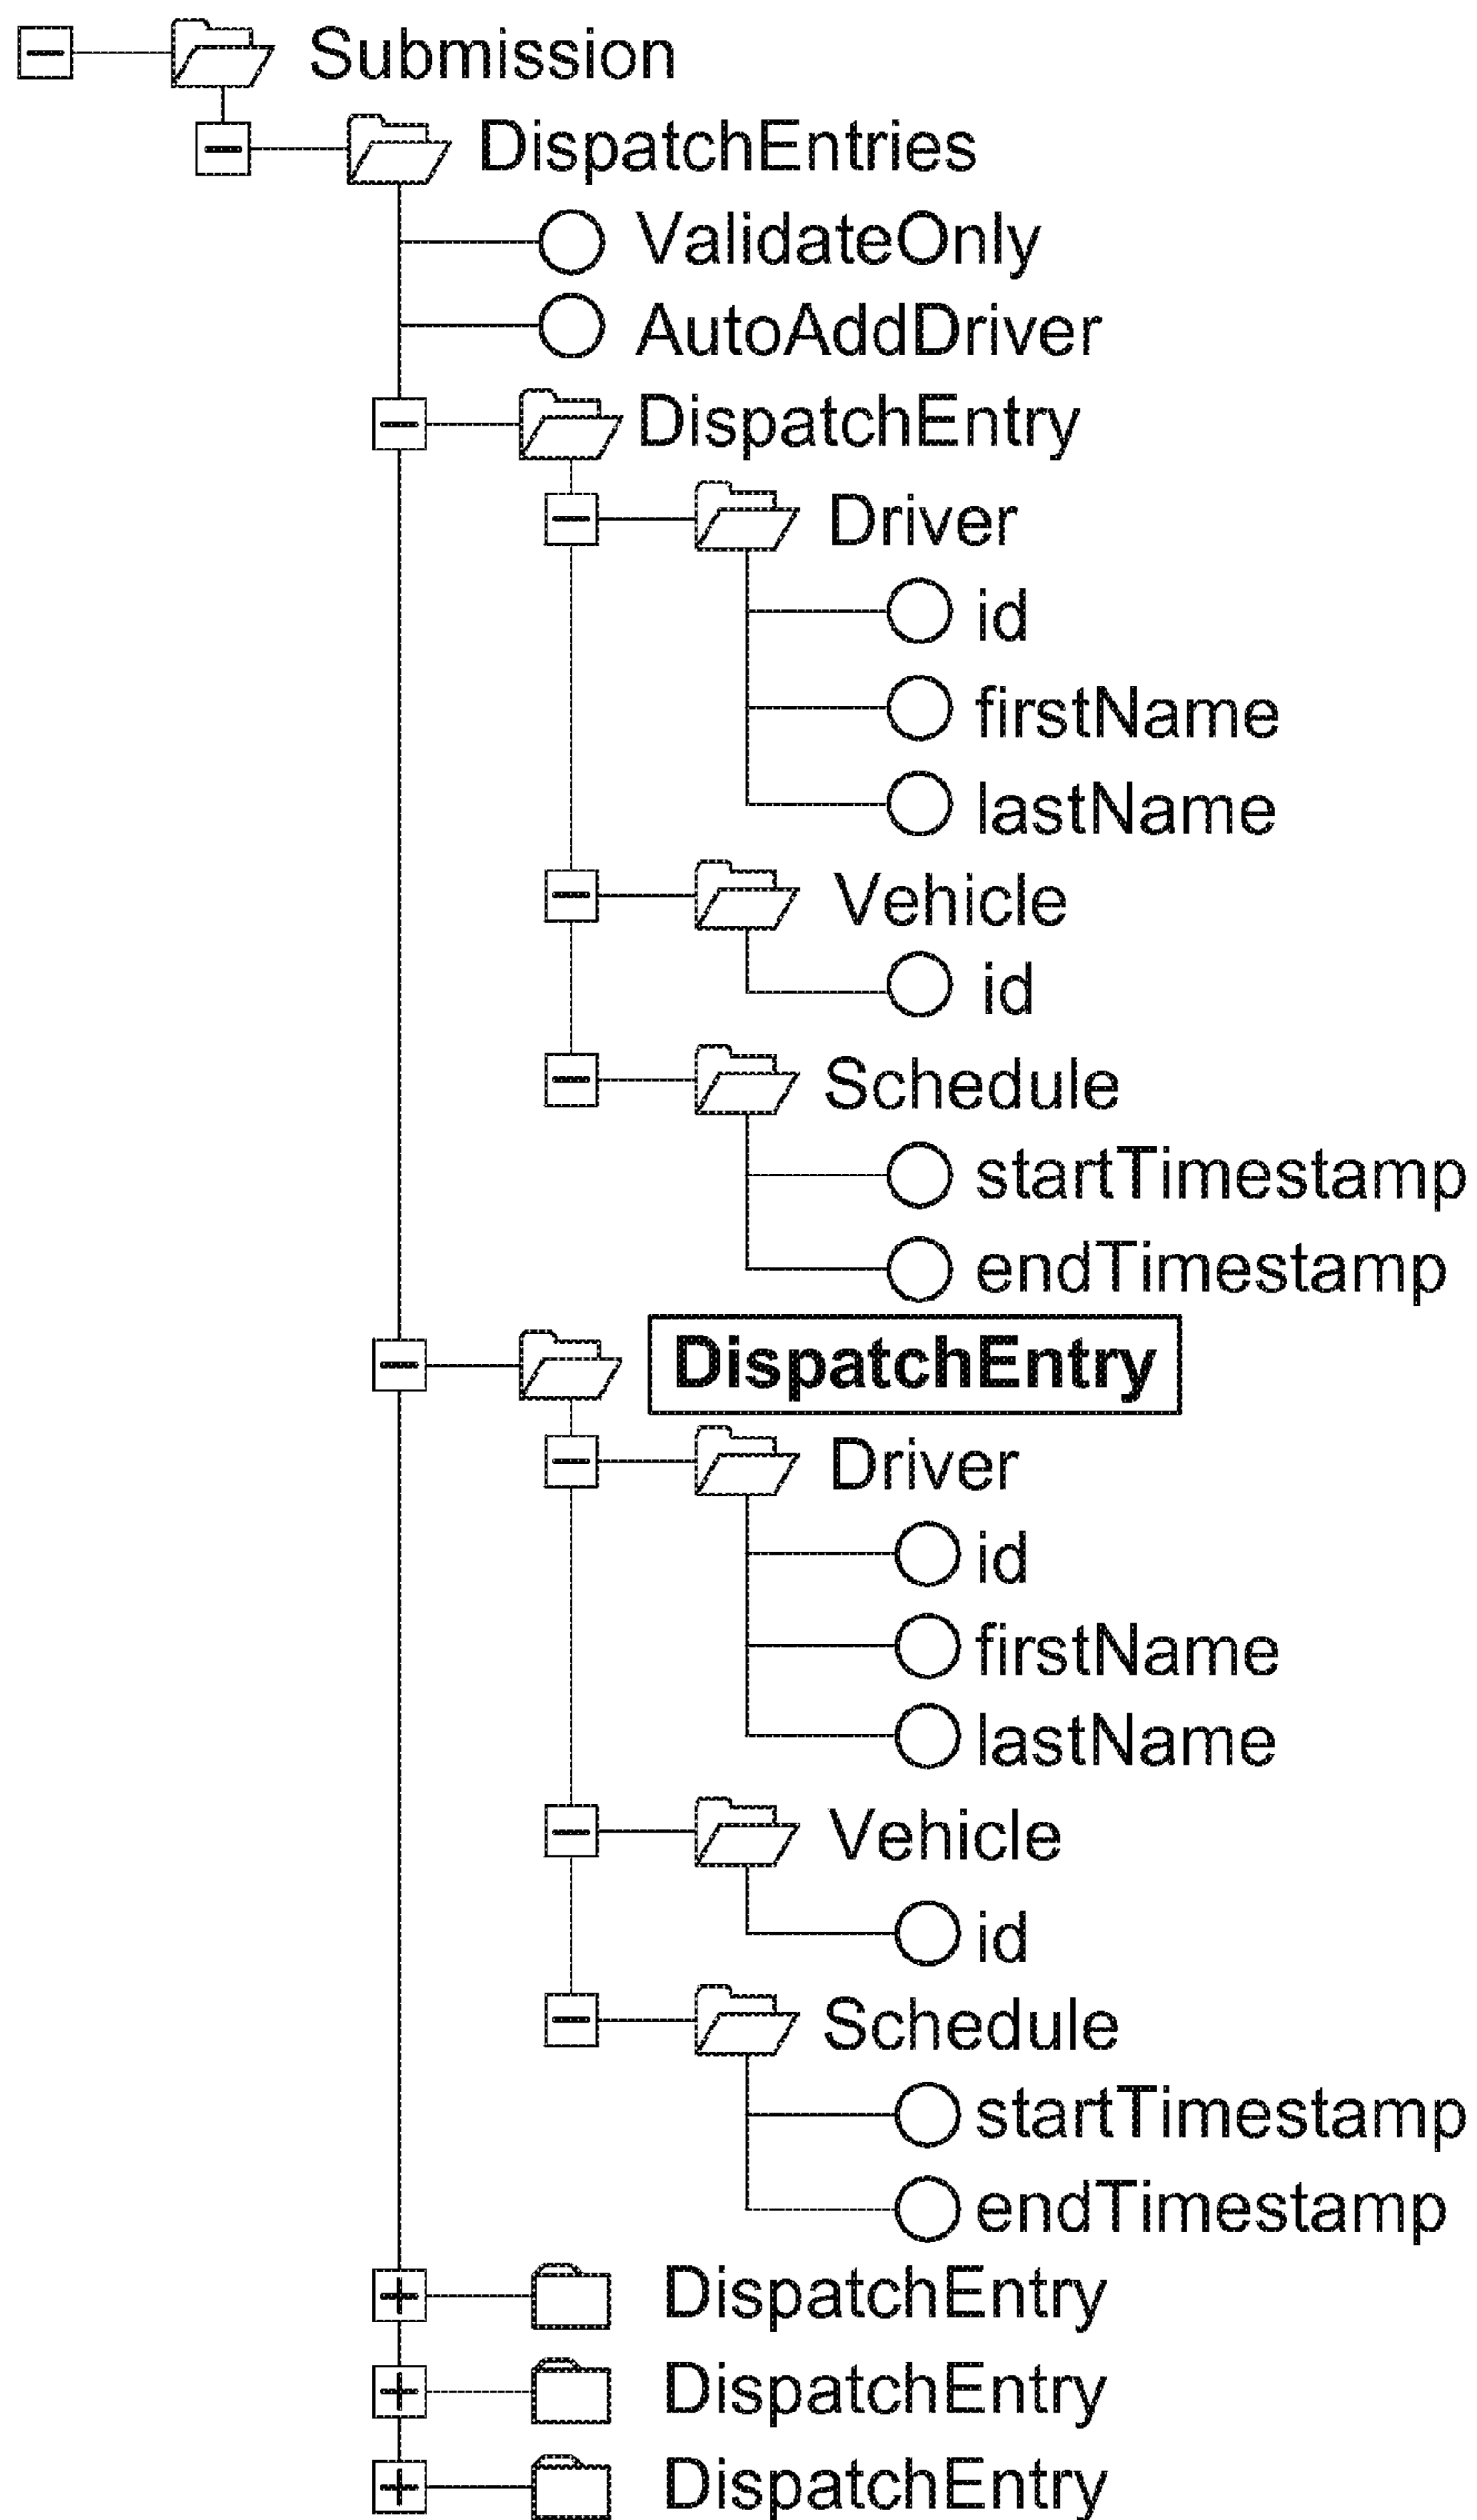 Submission
DispatchEntries
ValidateOnly
AutoAddDriver
DispatchEntry
Driver
id
firstName
lastName
Vehicle
id
Schedule
startTimestamp
endTimestamp
DispatchEntry
Driver
id
firstName
lastName
Vehicle
id
Schedule
startTimestamp
endTimestamp
DispatchEntry
DispatchEntry
DispatchEntry